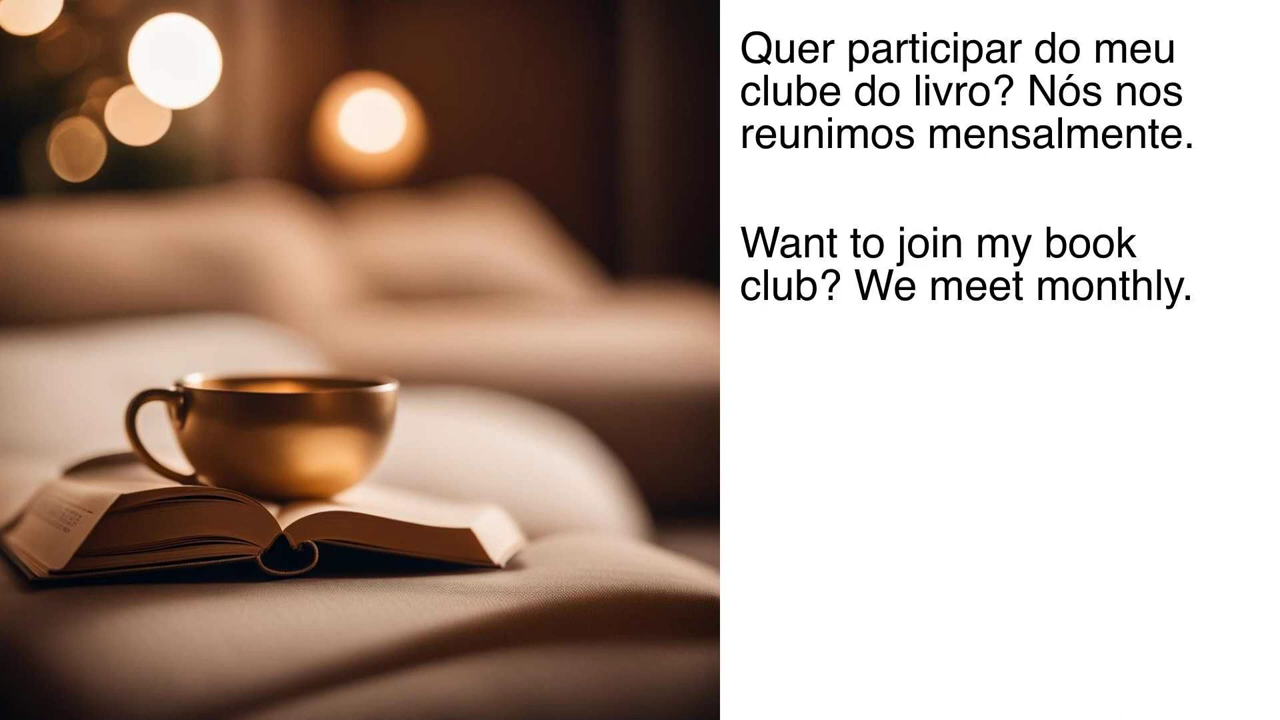 Quer participar do meu
clube do livro? Nós nos
reunimos mensalmente.
Want to join my book
club? We meet monthly.